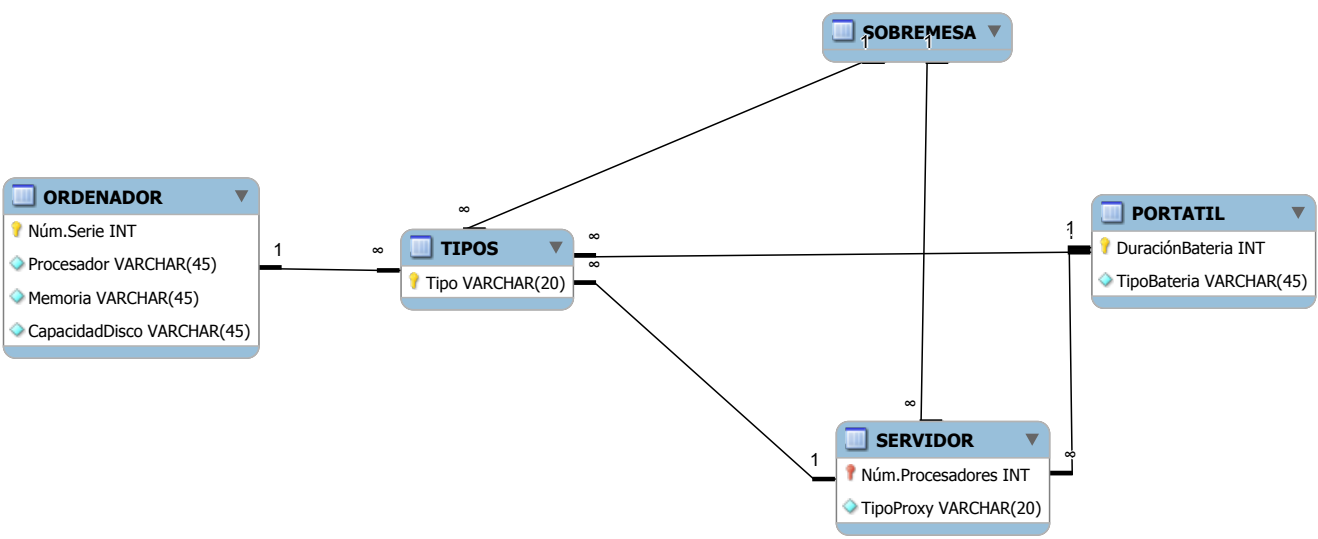 SOBREMESA
1
1
∞
ORDENADOR
Núm.Serie INT
Procesador VARCHAR(45)
Memoria VARCHAR(45)
CapacidadDisco VARCHAR(45)
1
∞
TIPOS
Tipo VARCHAR(20)
∞
∞
1
PORTATIL
DuraciónBateria INT
TipoBateria VARCHAR(45)
∞
1
SERVIDOR
Núm.Procesadores INT
TipoProxy VARCHAR(20)
∞